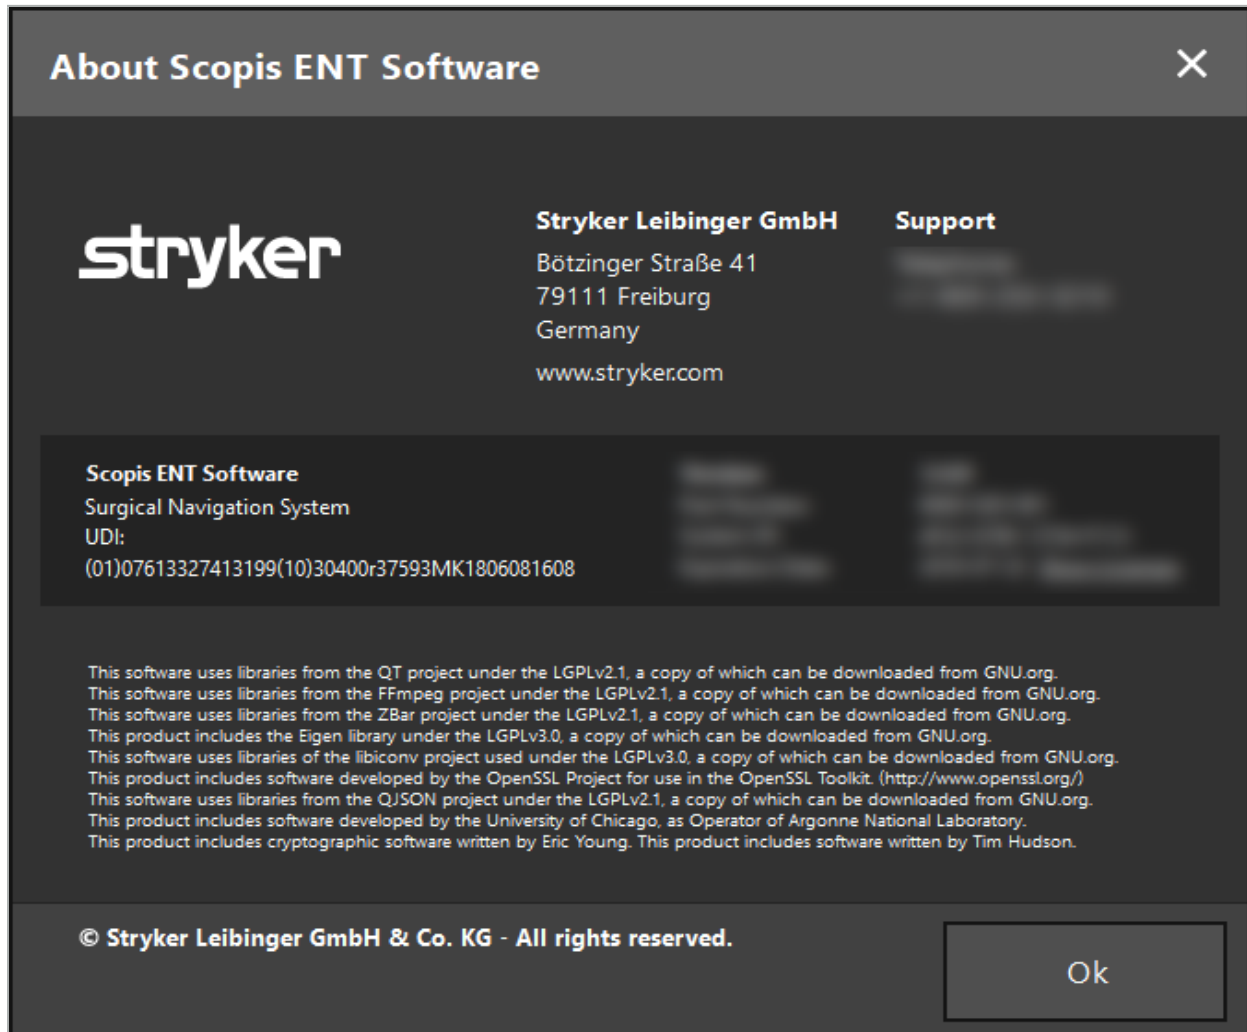 About Scopis ENT Software
stryker
Stryker Leibinger GmbH
Bötzinger Straße 41
79111 Freiburg
Germany
www.stryker.com
Support
Scopis ENT Software
Surgical Navigation System
UDI:
(01)07613327413199(10)30400r37593MK1806081608
This software uses libraries from the QT project under the LGPLv2.1, a copy of which can be downloaded from GNU.org.
This software uses libraries from the FFmpeg project under the LGPLv2.1, a copy of which can be downloaded from GNU.org.
This software uses libraries from the ZBar project under the LGPLv2.1, a copy of which can be downloaded from GNU.org.
This product includes the Eigen library under the LGPLv3.0, a copy of which can be downloaded from GNU.org.
This software uses libraries of the libiconv project used under the LGPLv3.0, a copy of which can be downloaded from GNU.org.
This product includes software developed by the OpenSSL Project for use in the OpenSSL Toolkit. (http://www.openssl.org/)
This software uses libraries from the QJSON project under the LGPLv2.1, a copy of which can be downloaded from GNU.org.
This product includes software developed by the University of Chicago, as Operator of Argonne National Laboratory.
This product includes cryptographic software written by Eric Young. This product includes software written by Tim Hudson.
© Stryker Leibinger GmbH & Co. KG - All rights reserved.
Ok